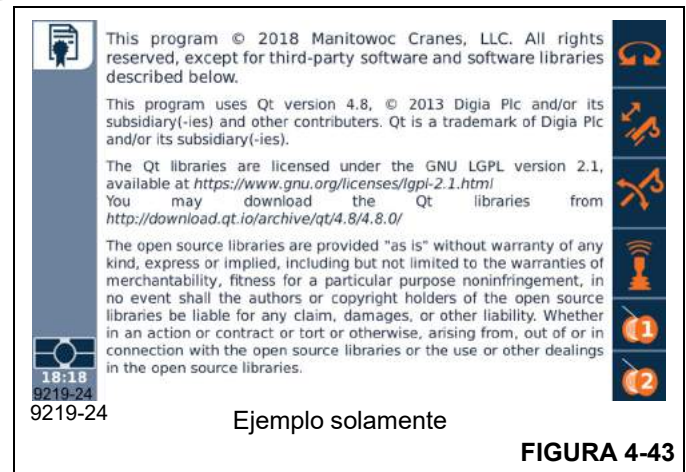 This program © 2018 Manitowoc Cranes, LLC. All rights
reserved, except for third-party software and software libraries
described below.
This program uses Qt version 4.8, © 2013 Digia Plc and/or its
subsidiary(-ies) and other contributers. Qt is a trademark of Digia Plc
and/or its subsidiary(-ies).
The Qt libraries are licensed under the GNU LGPL version 2.1,
available at https://www.gnu.org/licenses/lgpl-2.1.html
You may download the Qt libraries from
http://download.qt.io/archive/qt/4.8/4.8.0/
The open source libraries are provided "as is" without warranty of any
kind, express or implied, including but not limited to the warranties of
merchantability, fitness for a particular purpose noninfringement, in
no event shall the authors or copyright holders of the open source
libraries be liable for any claim, damages, or other liability. Whether
in an action or contract or tort or otherwise, arising from, out of or in
connection with the open source libraries or the use or other dealings
in the open source libraries.
1
2
18:18
9219-24
9219-24
Ejemplo solamente
FIGURA 4-43